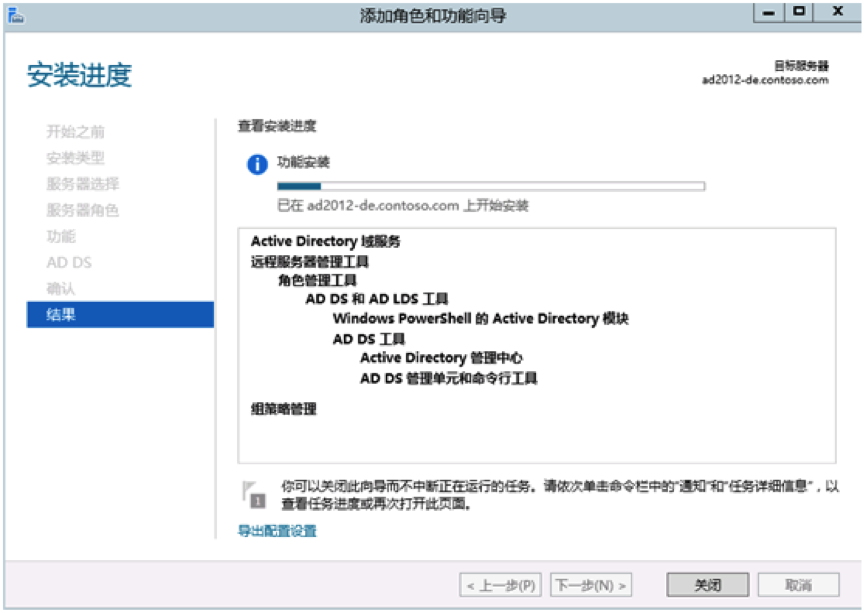 添加角色和功能向导
安装进度
目标服务器
ad2012-de.contoso.com
开始之前
安装类型
服务器选择
服务器角色
功能
AD DS
确认
结果
查看安装进度
功能安装
已在 ad2012-de.contoso.com 上开始安装
Active Directory 域服务
远程服务器管理工具
角色管理工具
AD DS 和 AD LDS 工具
Windows PowerShell 的 Active Directory 模块
AD DS 工具
Active Directory 管理中心
AD DS 管理单元和命令行工具
组策略管理
1
你可以关闭此向导而不中断正在运行的任务。请依次单击命令栏中的"通知"和"任务详细信息"，以
查看任务进度或再次打开此页面。
导出配置设置
< 上一步(P)
下一步(N) >
关闭
取消